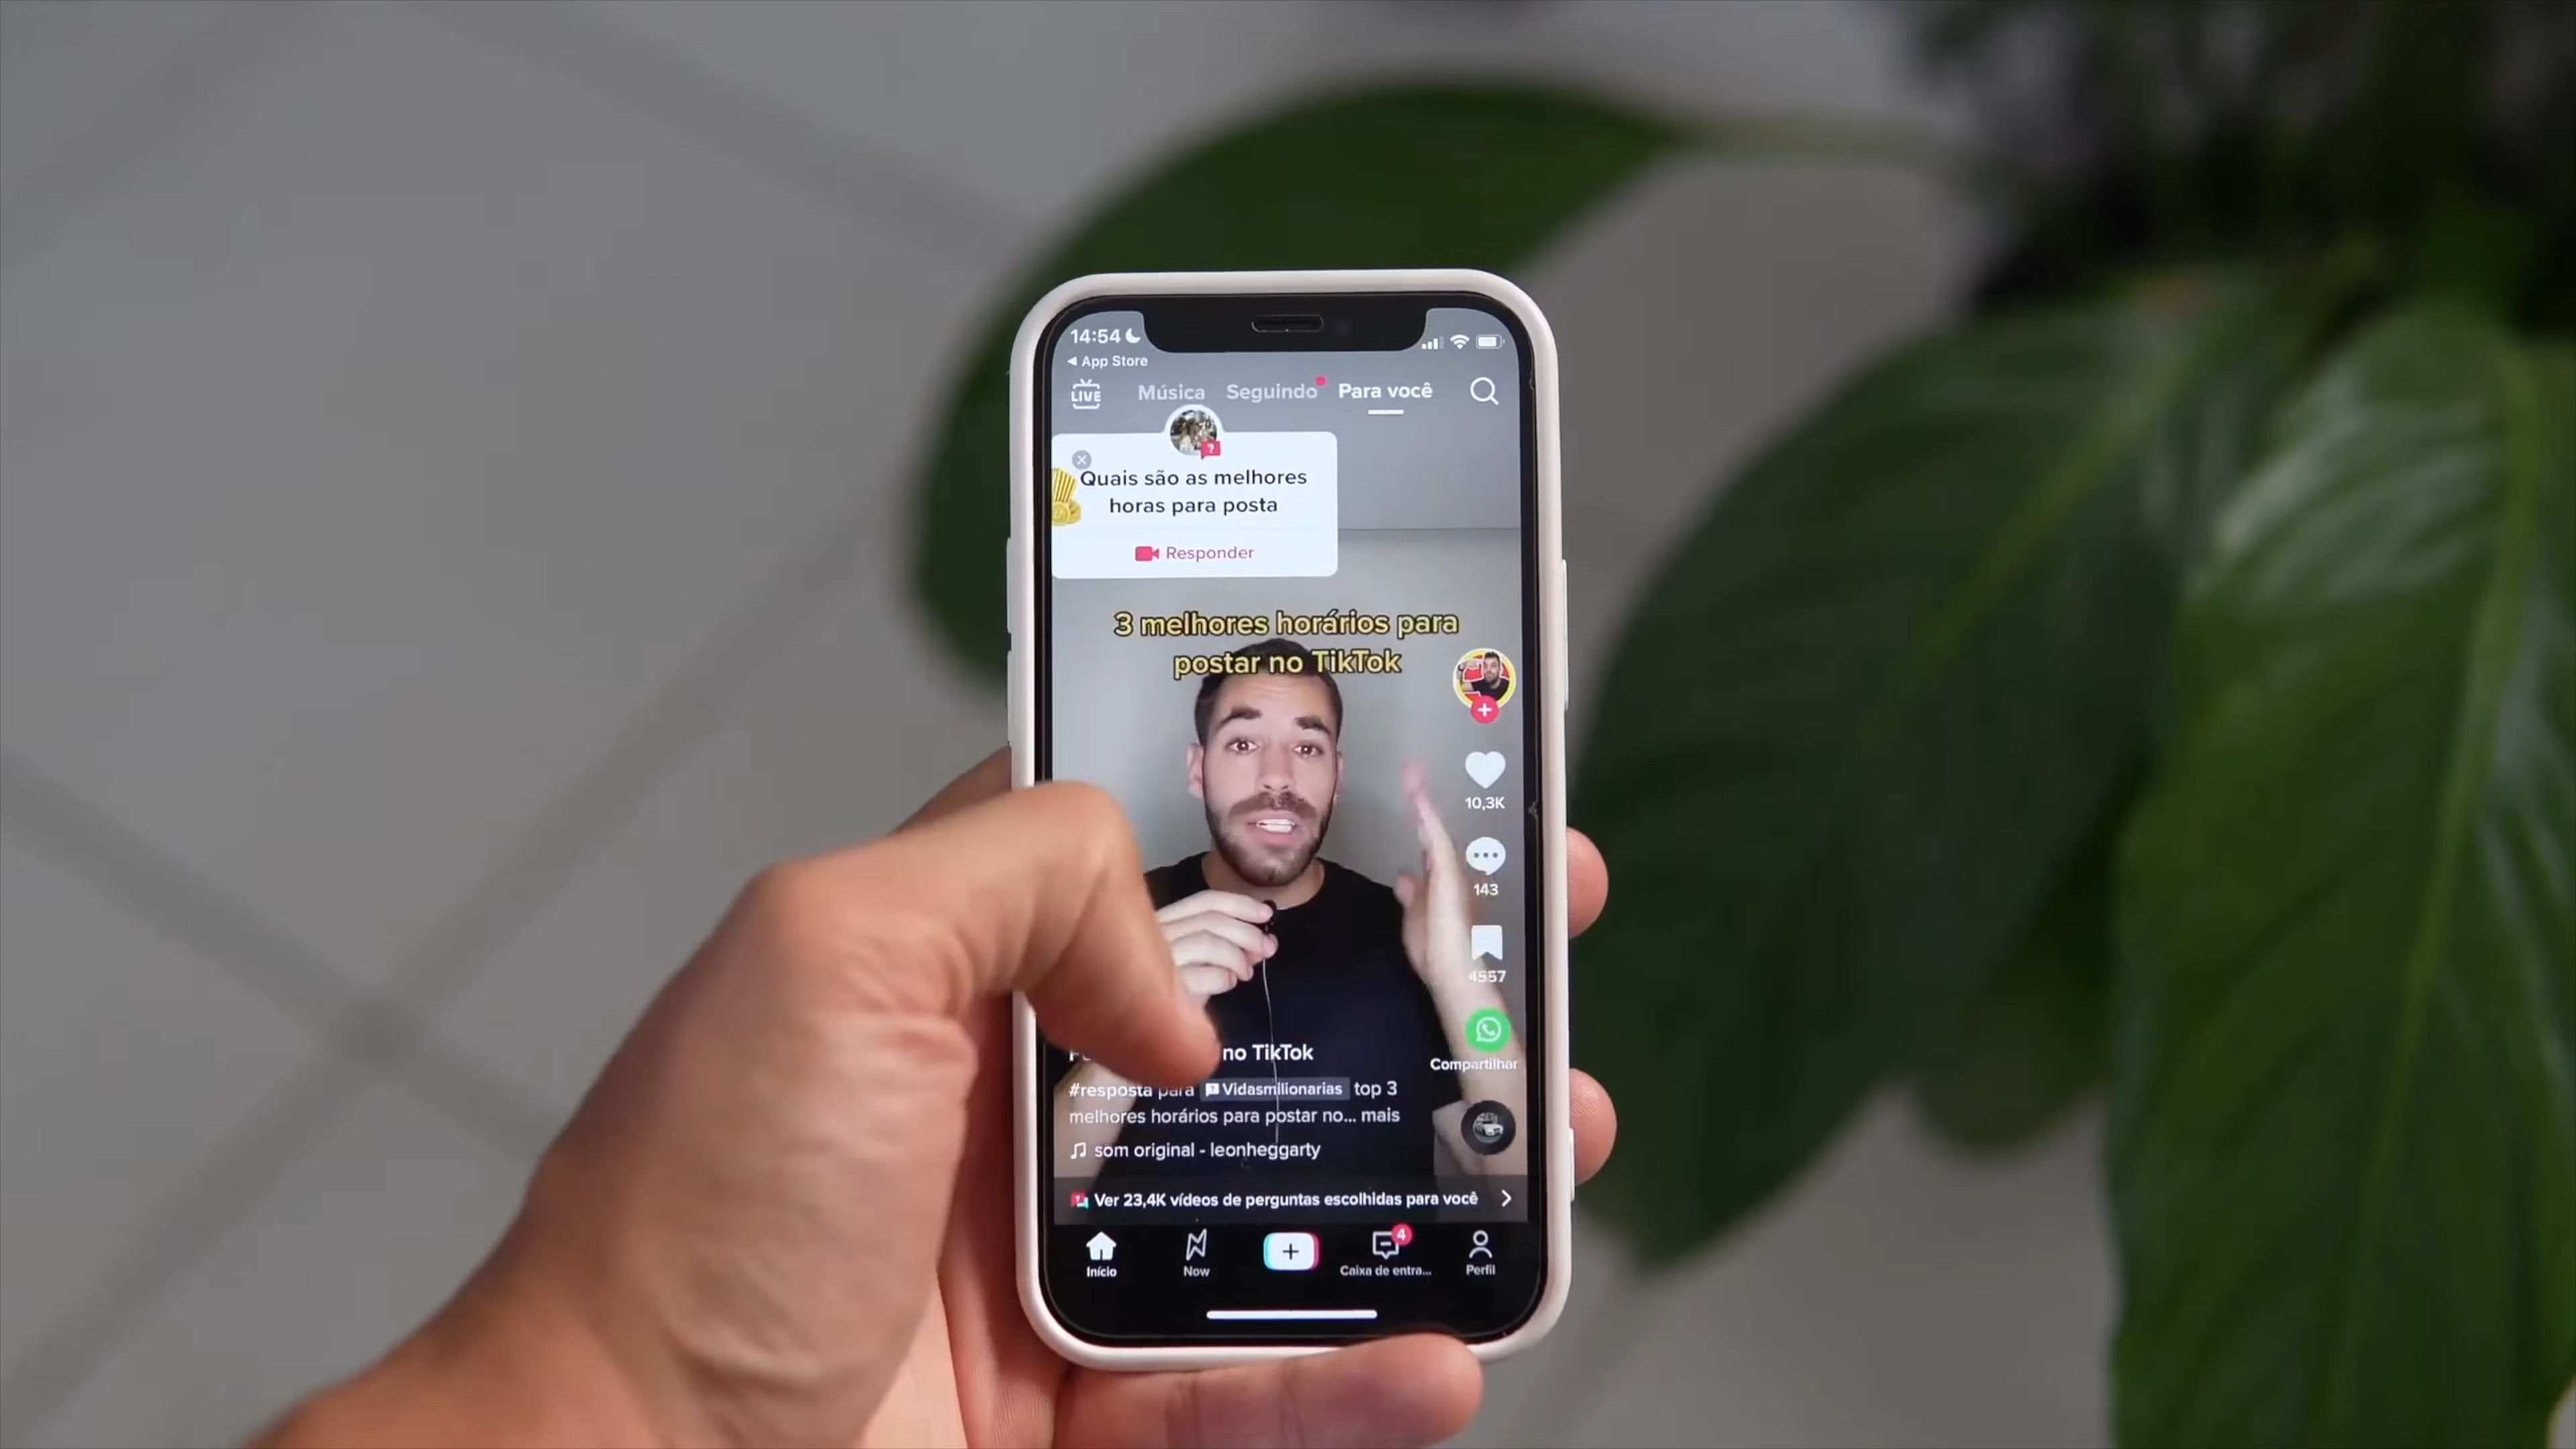 14:54
App Store
LIVE
Música
Seguindo
Para você
?
Quais são as melhores
horas para posta
Responder
3 melhores horários para
postar no TikTok
10,3K
143
4557
Compartilhar
no TikTok
#resposta para Vidasmilionarias top 3
melhores horários para postar no... mais
som original - leonheggarty
Ver 23,4K vídeos de perguntas escolhidas para você
Início
Now
4
Caixa de entra...
Perfil